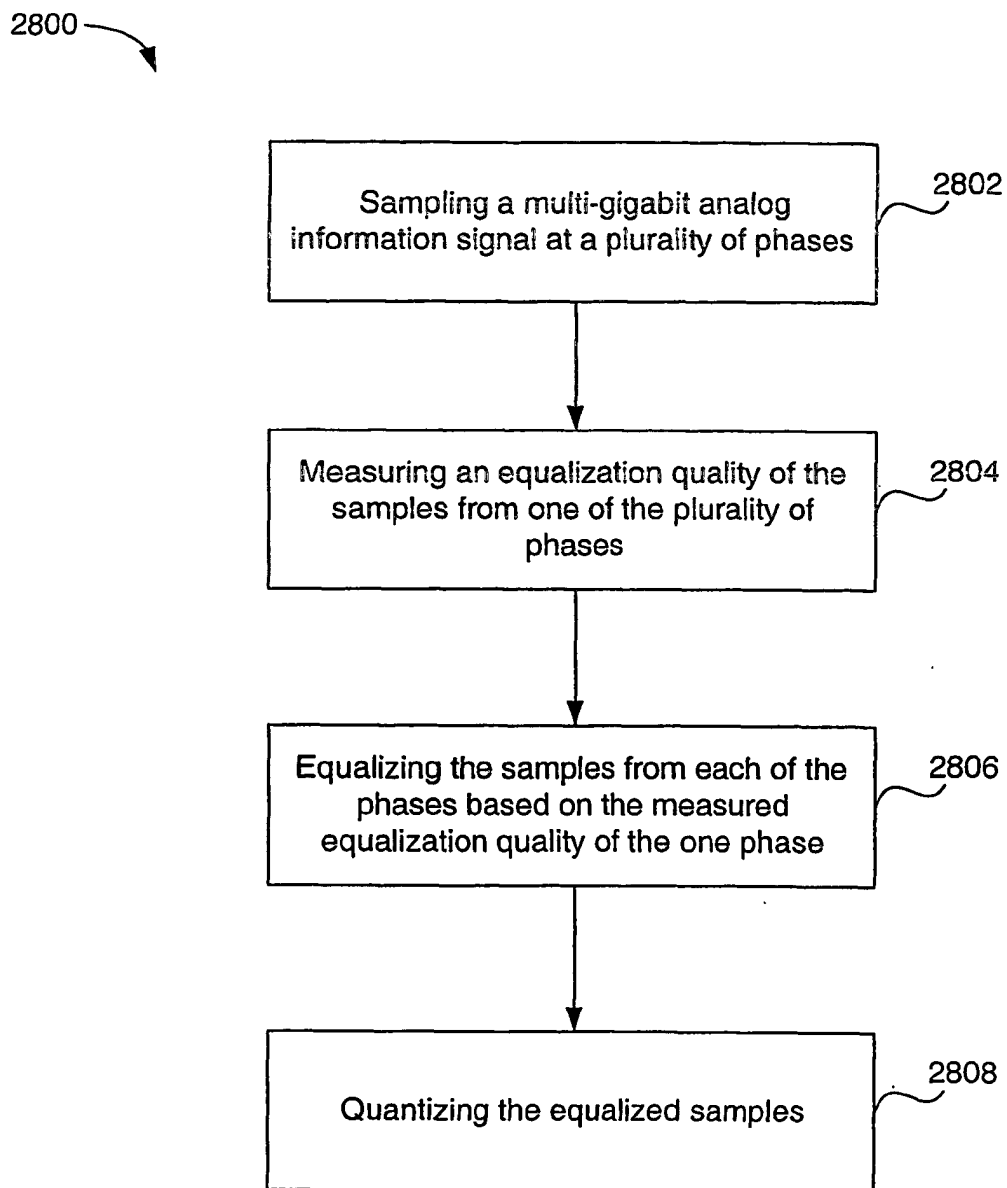 2800
Sampling a multi-gigabit analog
information signal at a plurality of phases
2802
Measuring an equalization quality of the
samples from one of the plurality of
phases
2804
Equalizing the samples from each of the
phases based on the measured
equalization quality of the one phase
2806
Quantizing the equalized samples
2808